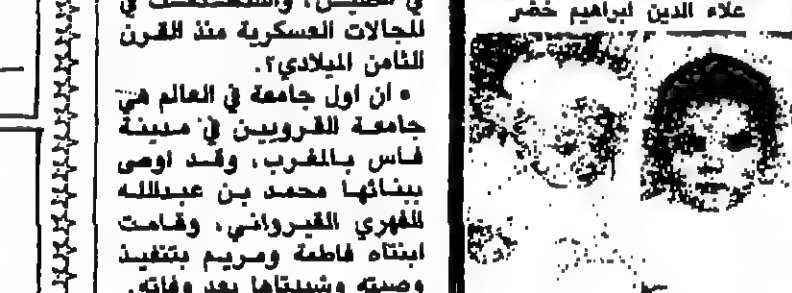 علاء الدين ابراهيم خضر
في
المجالات العسكرية منذ القرن
الثامن الميلادي؟.
• ان اول جامعة في العالم هي
جامعة القرويين في مدينة
فاس بالمغرب، وقد اوصى
ببنائها محمد بن عبدالله
الفهري القيرواني، وقامت
ابنتاه فاطمة ومريم بتنفيذ
وصيته وشيدتاها بعد وفاته.